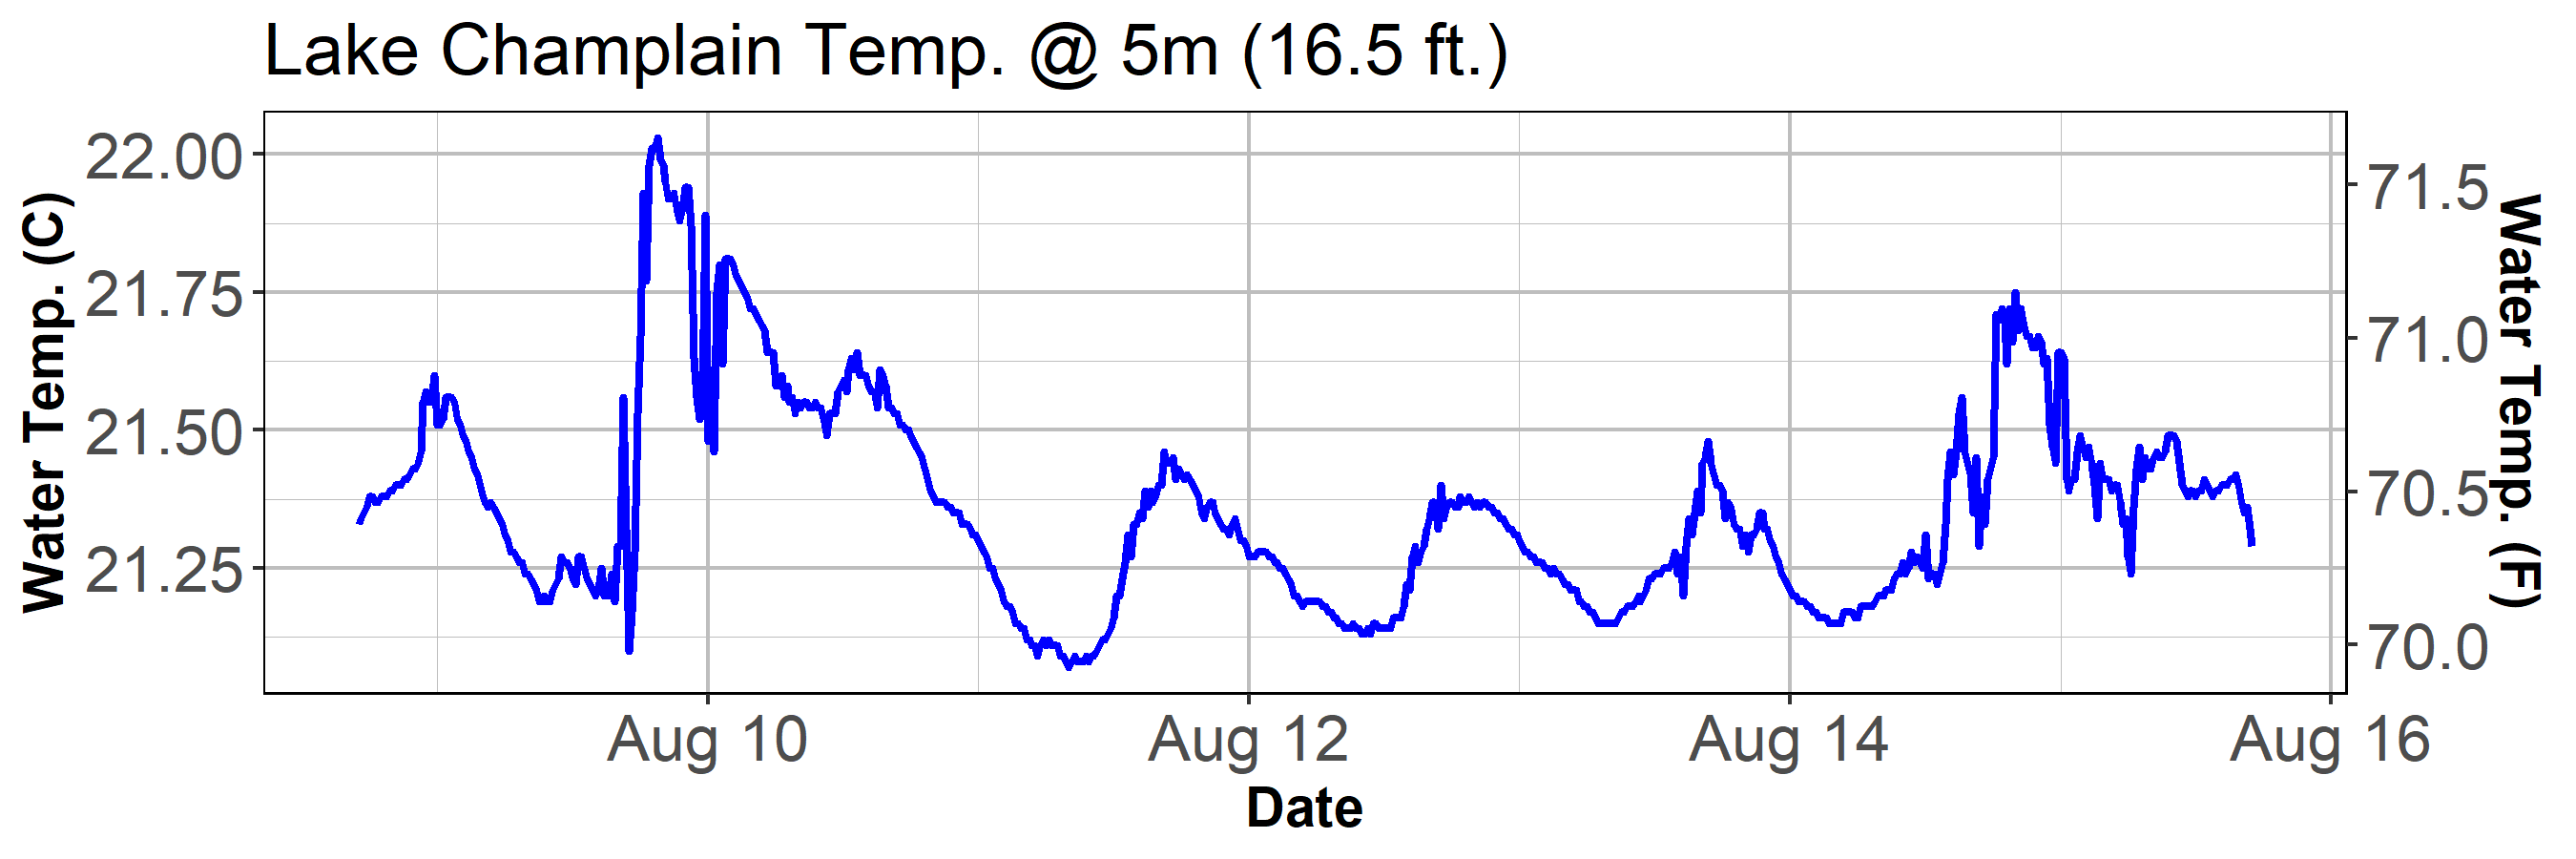 Lake Champlain Temp. @ 5m (16.5 ft.)
Water Temp. (C)
22.00
21.75
21.50
21.25
71.5
71.0
70.5
70.0
Water Temp. (F)
Aug 10 Aug 12 Aug 14 Aug 16
Date